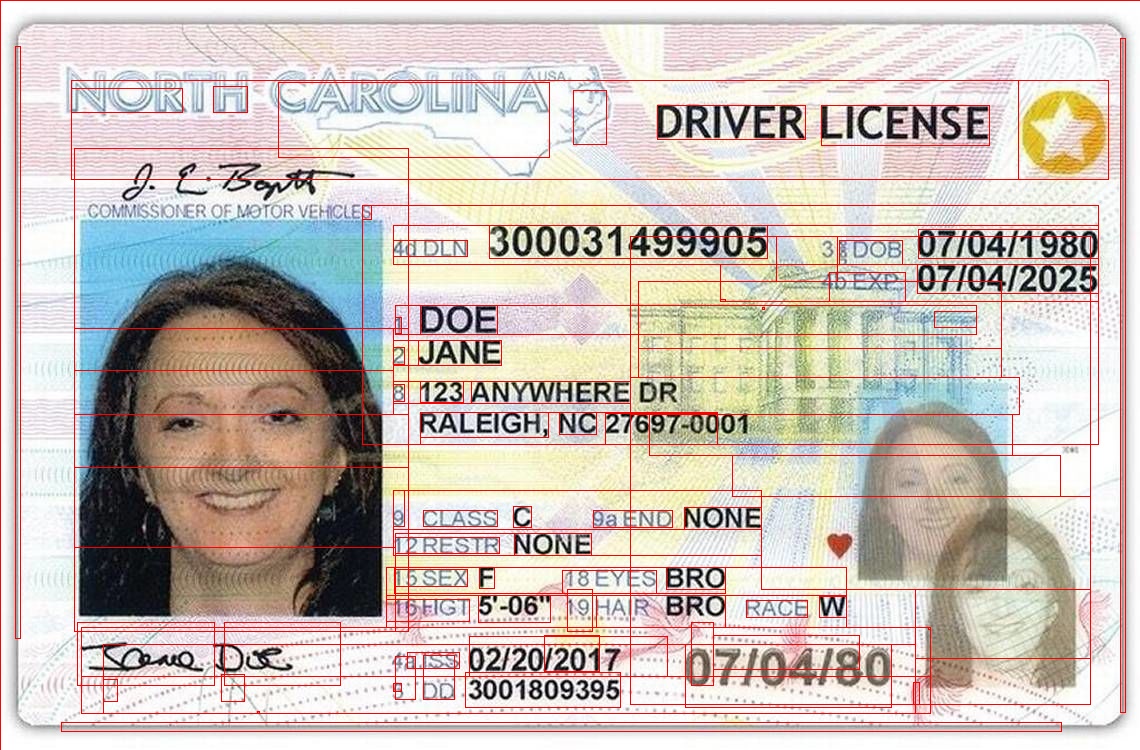 NORTH CAROLINA USA
DRIVER LICENSE
COMMISSIONER OF MOTOR VEHICLES
4d DLN 300031499905 3 DOB 07/04/1980
4b EXP 07/04/2025
1 DOE
2 JANE
8 123 ANYWHERE DR
RALEIGH, NC 27697-0001
9 CLASS C 9a END NONE
12 RESTR NONE
15 SEX F 18 EYES BRO
16 HGT 5'-06" 19 HAIR BRO RACE W
4a ISS 02/20/2017 07/04/80
5 DD 3001809395